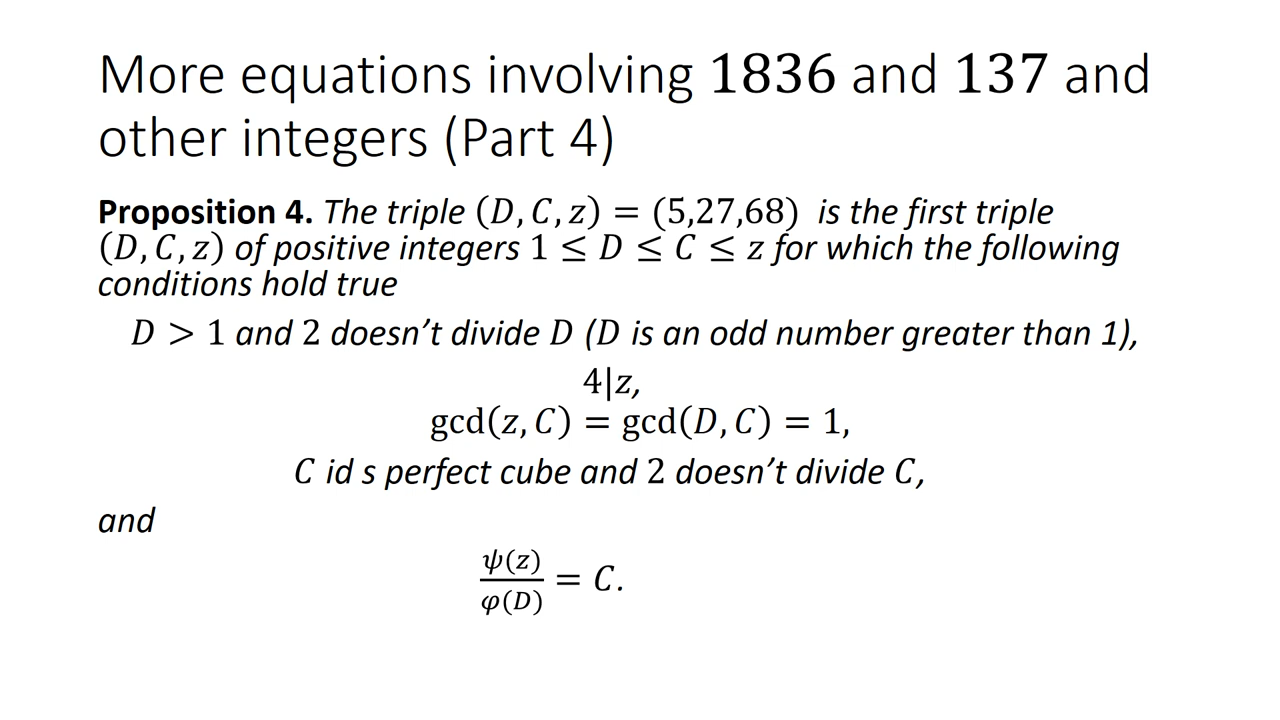 More equations involving 1836 and 137 and
other integers (Part 4)
Proposition 4. The triple (D, C, z) = (5,27,68) is the first triple
(D, C, z) of positive integers 1 ≤ D ≤ C ≤ z for which the following
conditions hold true
D > 1 and 2 doesn’t divide D (D is an odd number greater than 1),
4|z,
gcd(z, C) = gcd(D, C) = 1,
C id s perfect cube and 2 doesn’t divide C,
and
ψ(z)/φ(D) = C.